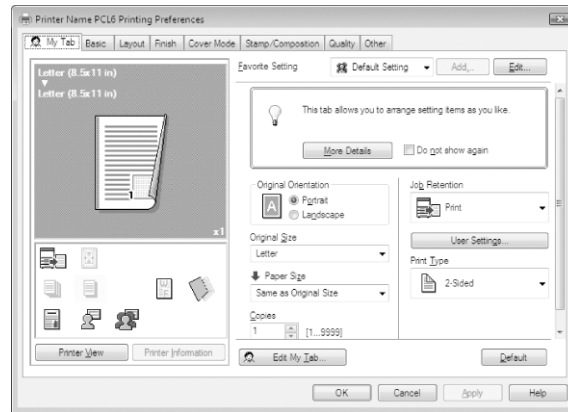 Printer Name PCL6 Printing Preferences
My Tab Basic Layout Finish Cover Mode Stamp/Composition Quality Other
Letter (8.5x11 in)
Letter (8.5x11 in)
1
x1
Printer View Printer Information
Favorite Setting Default Setting Add... Edit...
This tab allows you to arrange setting items as you like.
More Details Do not show again
Original Orientation
A
Portrait
Landscape
Original Size
Letter
Paper Size
Same as Original Size
Copies
1 [1...9999]
Job Retention
Print
User Settings...
Print Type
2-Sided
Edit My Tab... Default
OK Cancel Apply Help